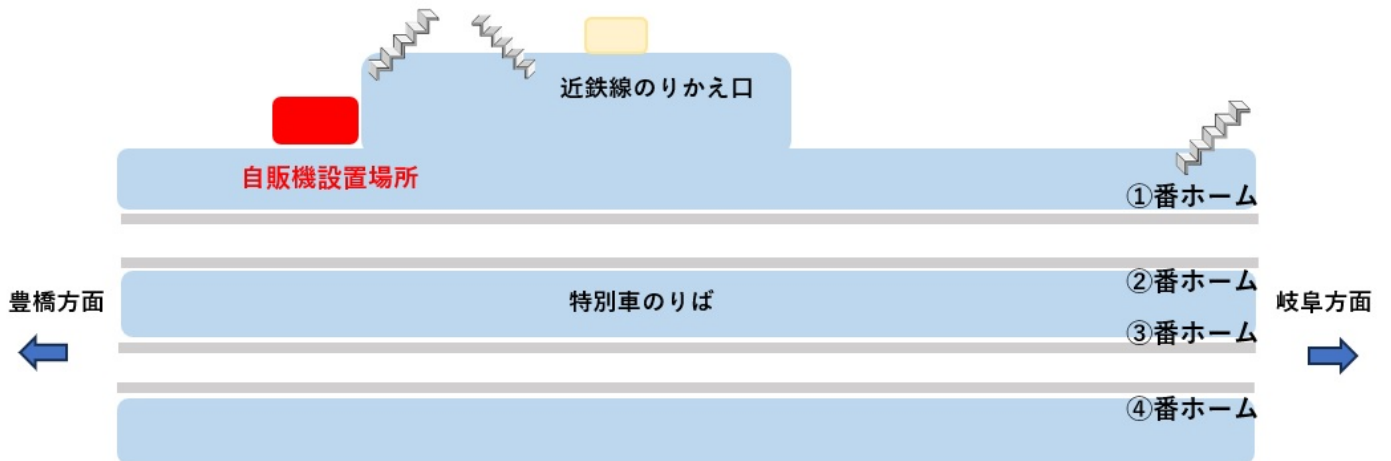 近鉄線のりかえ口
自販機設置場所
①番ホーム
②番ホーム
豊橋方面
特別車のりば
岐阜方面
③番ホーム
④番ホーム